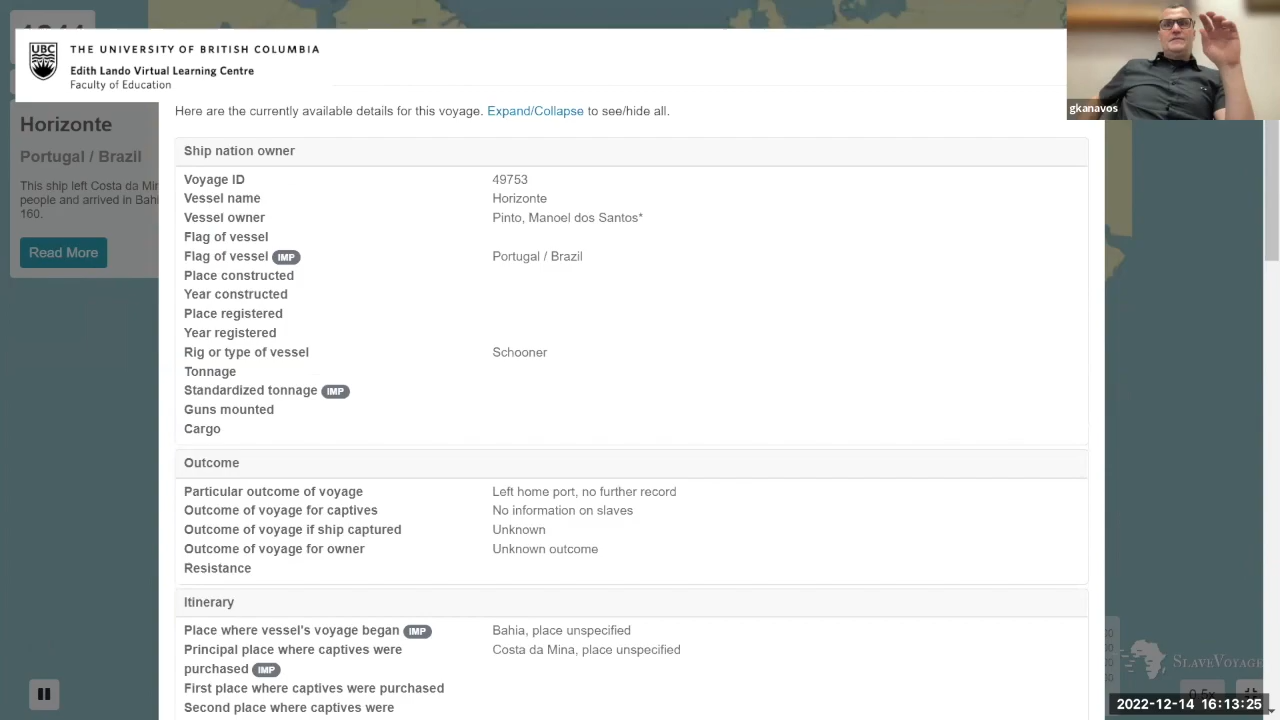 UBC
THE UNIVERSITY OF BRITISH COLUMBIA
Edith Lando Virtual Learning Centre
Faculty of Education
gkanavos
Horizonte
Portugal / Brazil
This ship left Costa da
people and arrived in
160.
Read More
Here are the currently available details for this voyage. Expand/Collapse to see/hide all.
Ship nation owner
Voyage ID 49753
Vessel name Horizonte
Vessel owner Pinto, Manoel dos Santos*
Flag of vessel
Flag of vessel IMP Portugal / Brazil
Place constructed
Year constructed
Place registered
Year registered
Rig or type of vessel Schooner
Tonnage
Standardized tonnage IMP
Guns mounted
Cargo
Outcome
Particular outcome of voyage Left home port, no further record
Outcome of voyage for captives No information on slaves
Outcome of voyage if ship captured Unknown
Outcome of voyage for owner Unknown outcome
Resistance
Itinerary
Place where vessel's voyage began IMP Bahia, place unspecified
Principal place where captives were Costa da Mina, place unspecified
purchased IMP
First place where captives were purchased
Second place where captives were
SLAVEVOYAGE
0.5x
2022-12-14 16:13:25